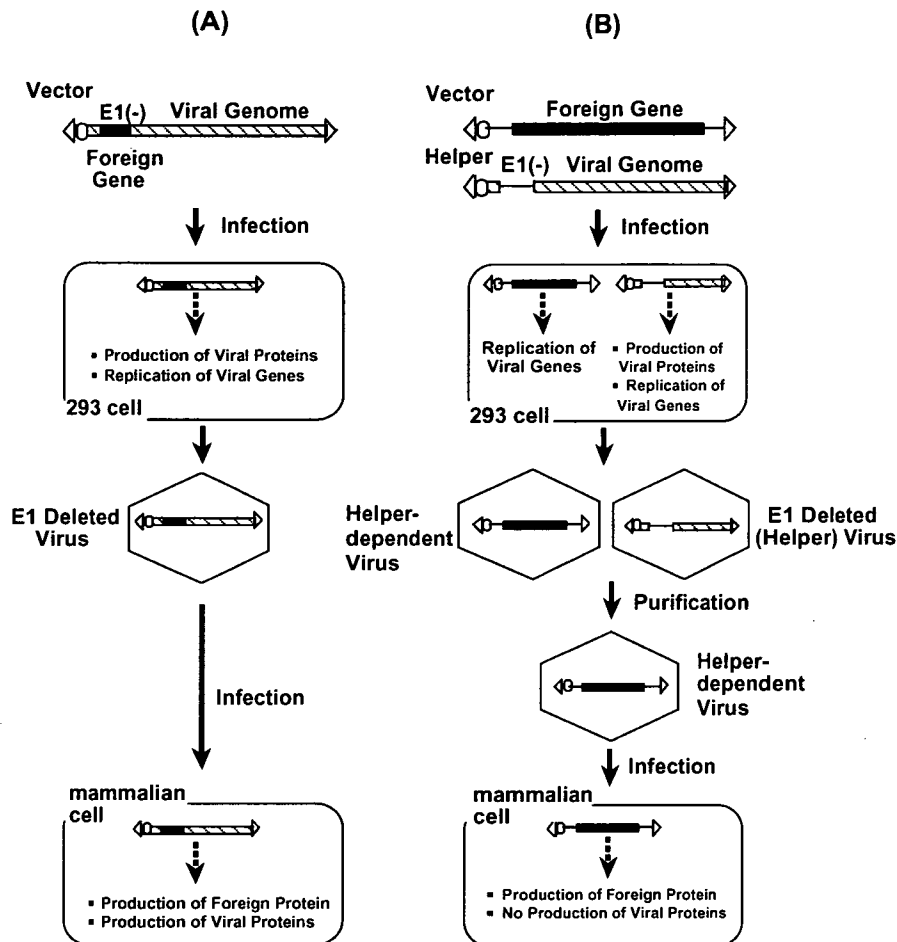 (A)
Vector
E1(-) Viral Genome
Foreign
Gene
Infection
▪ Production of Viral Proteins
▪ Replication of Viral Genes
293 cell
E1 Deleted
Virus
Infection
mammalian
cell
▪ Production of Foreign Protein
▪ Production of Viral Proteins
(B)
Vector
Foreign Gene
Helper
E1(-) Viral Genome
Infection
Replication of
Viral Genes
▪ Production of
Viral Proteins
▪ Replication of
Viral Genes
293 cell
Helper-
dependent
Virus
E1 Deleted
(Helper) Virus
Purification
Helper-
dependent
Virus
Infection
mammalian
cell
▪ Production of Foreign Protein
▪ No Production of Viral Proteins